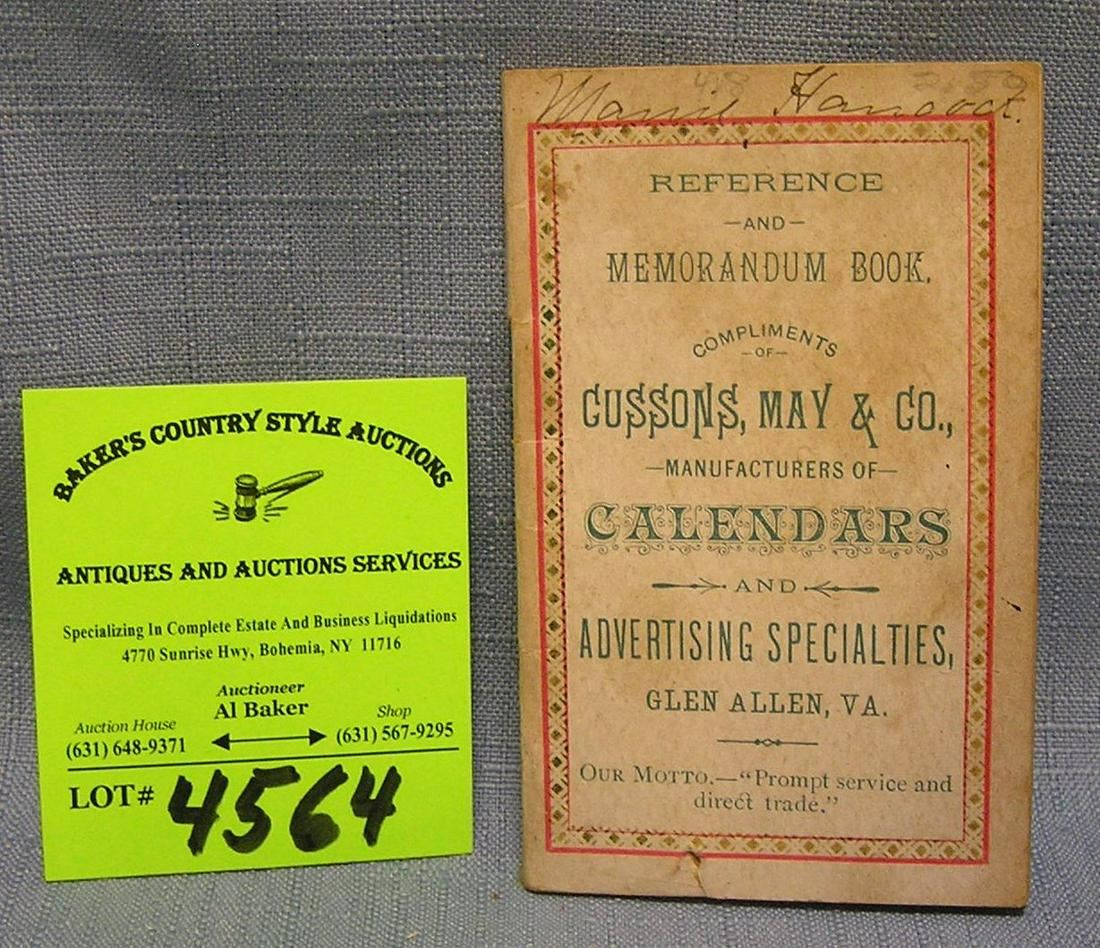 BAKER'S COUNTRY STYLE AUCTIONS
ANTIQUES AND AUCTIONS SERVICES
Specializing In Complete Estate And Business Liquidations
4770 Sunrise Hwy, Bohemia, NY 11716
Auctioneer
Al Baker
Auction House
(631) 648-9371
Shop
(631) 567-9295
LOT# 4564
Hancock.
REFERENCE
—AND—
MEMORANDUM BOOK.
COMPLIMENTS
—OF—
CUSSONS, MAY & CO.,
—MANUFACTURERS OF—
CALENDARS
AND
ADVERTISING SPECIALTIES,
GLEN ALLEN, VA.
OUR MOTTO.—"Prompt service and
direct trade."